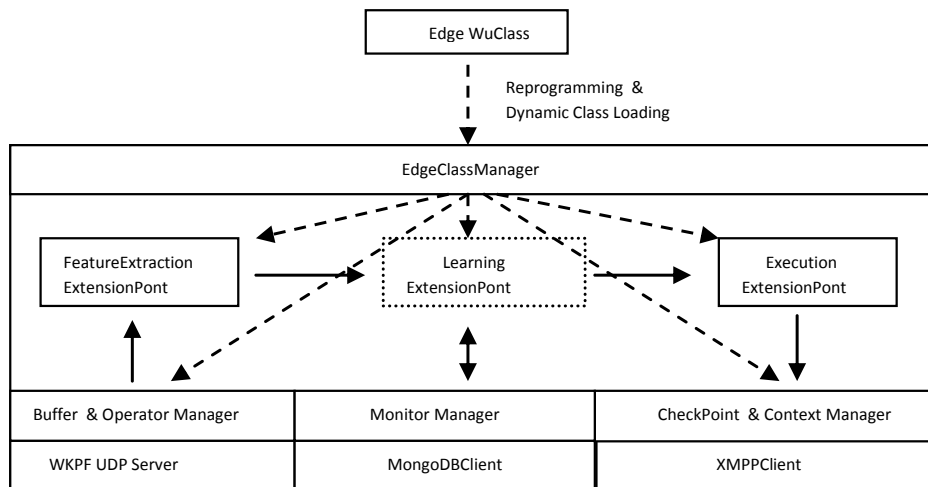 Edge WuClass
Reprogramming &
Dynamic Class Loading
EdgeClassManager
FeatureExtraction
ExtensionPont
Learning
ExtensionPont
Execution
ExtensionPont
Buffer & Operator Manager
Monitor Manager
CheckPoint & Context Manager
WKPF UDP Server
MongoDBClient
XMPPClient